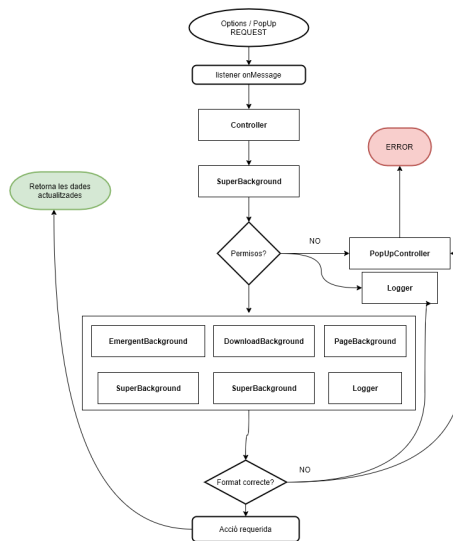 Options / PopUp
REQUEST
listener onMessage
Controller
ERROR
SuperBackground
Retorna les dades
actualitzades
NO
Permisos?
PopUpController
Logger
EmergentBackground
DownloadBackground
PageBackground
SuperBackground
SuperBackground
Logger
NO
Format correcte?
Acciò requerida